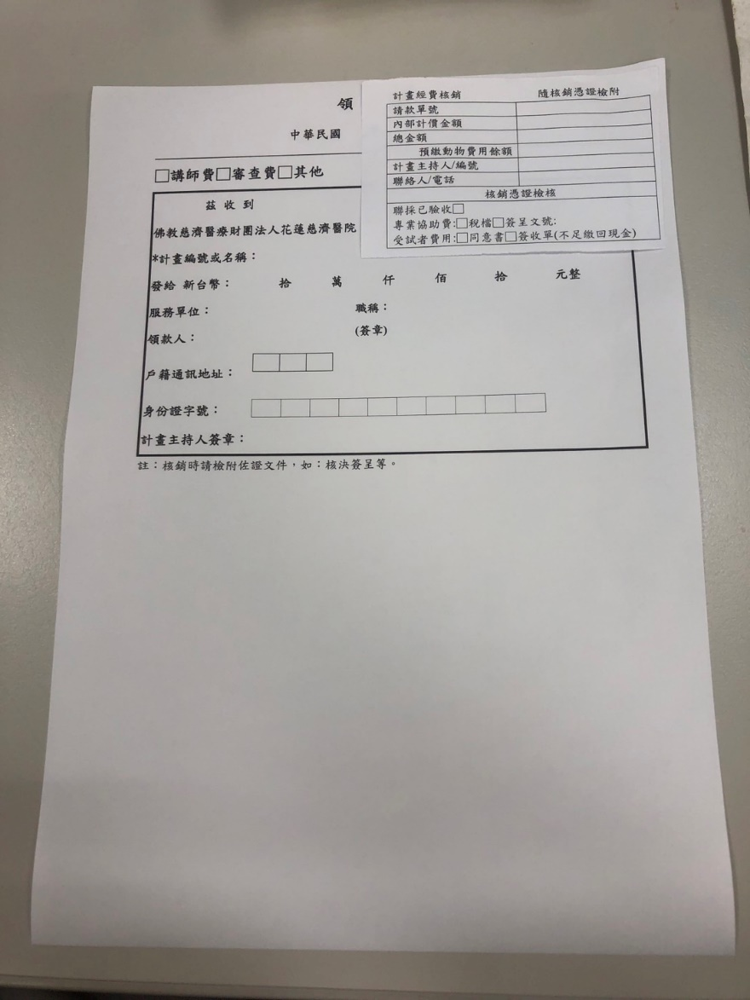 領
中華民國
□講師費□審查費□其他
茲收到
佛教慈濟醫療財團法人花蓮慈濟醫院
*計畫編號或名稱：
發給 新台幣： 拾 萬 仟 佰 拾 元整
服務單位： 職稱：
領款人： (簽章)
戶籍通訊地址：
身份證字號：
計畫主持人簽章：
註：核銷時請檢附佐證文件，如：核決簽呈等。
計畫經費核銷 隨核銷憑證檢附
請款單號
內部計價金額
總金額
預繳動物費用餘額
計畫主持人/編號
聯絡人/電話
核銷憑證檢核
聯採已驗收□
專業協助費:□稅檔□簽呈文號:
受試者費用:□同意書□簽收單(不足繳回現金)